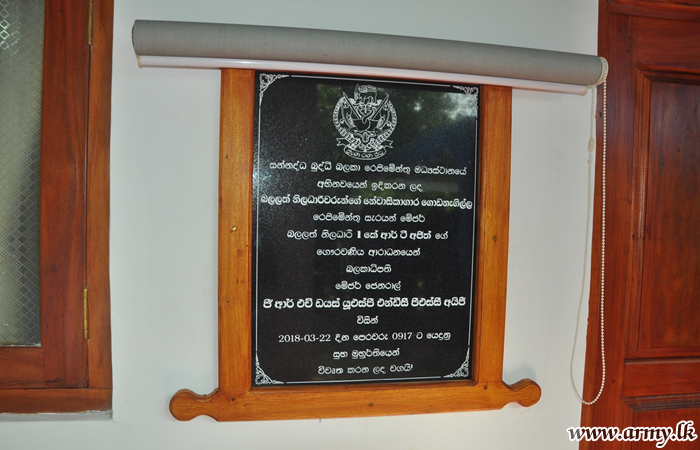 සන්නද්ධ බුද්ධි බලකා රෙජිමේන්තු මධ්‍යස්ථානයේ
අභිනවයෙන් ඉදිකරන ලද
බලලත් නිලධාරිවරුන්ගේ නේවාසිකාගාර ගොඩනැගිල්ල
රෙජිමේන්තු සැරයන් මේජර්
බලලත් නිලධාරී 1 කේ ආර් ටී අජිත් ගේ
ගෞරවණීය ආරාධනයෙන්
බලකාධිපති
මේජර් ජෙනරාල්
ජී ආර් එච් ඩයස් යූඑස්පී එන්ඩීසී පීඑස්සී අයිජී
විසින්
2018-03-22 දින පෙරවරු 0917 ට යෙදුනු
සුභ මුහුර්තියෙන්
විවෘත කරන ලද වගයි!
www.army.lk